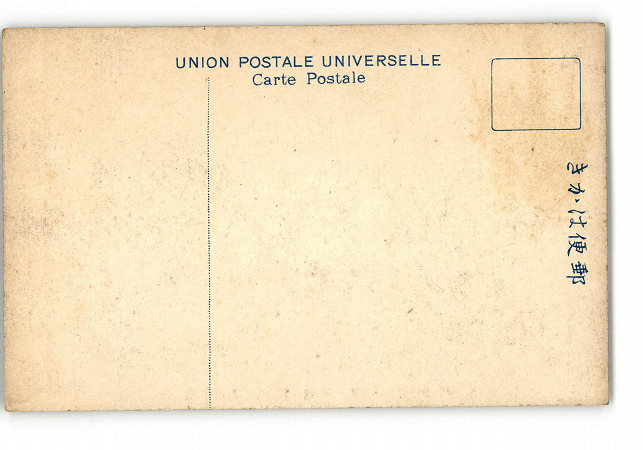 UNION POSTALE UNIVERSELLE
Carte Postale
郵便はかき